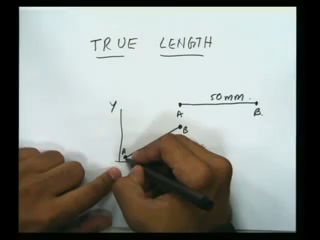 TRUE LENGTH
50mm.
A B.
Y
B
A